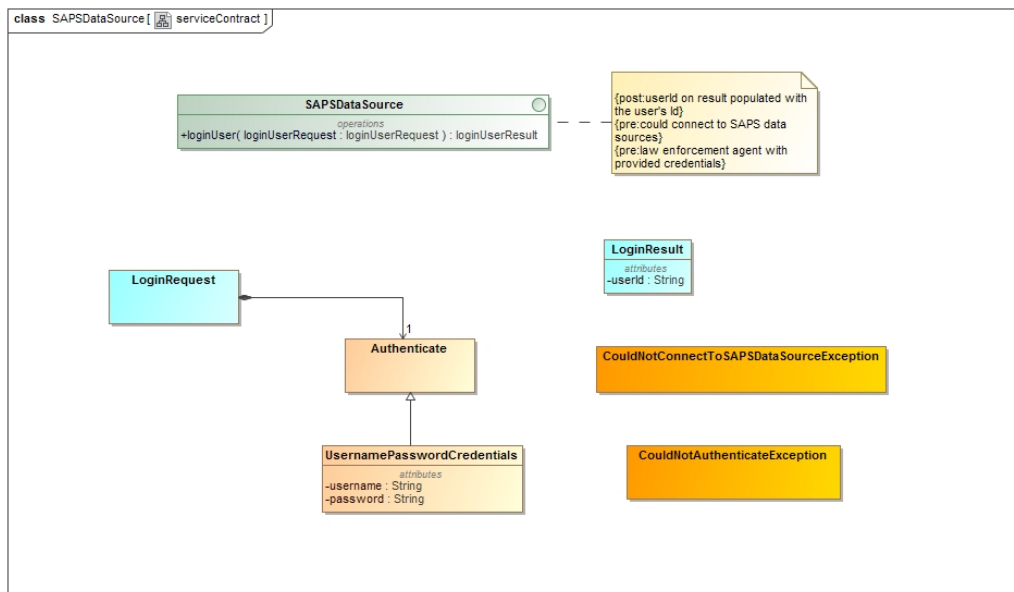 class SAPSDataSource [ serviceContract ]
SAPSDataSource
operations
+loginUser( loginUserRequest : loginUserRequest ) : loginUserResult
{post:userId on result populated with
the user's Id}
{pre:could connect to SAPS data
sources}
{pre:law enforcement agent with
provided credentials}
LoginResult
attributes
-userId : String
LoginRequest
1
Authenticate
CouldNotConnectToSAPSDataSourceException
UsernamePasswordCredentials
attributes
-username : String
-password : String
CouldNotAuthenticateException